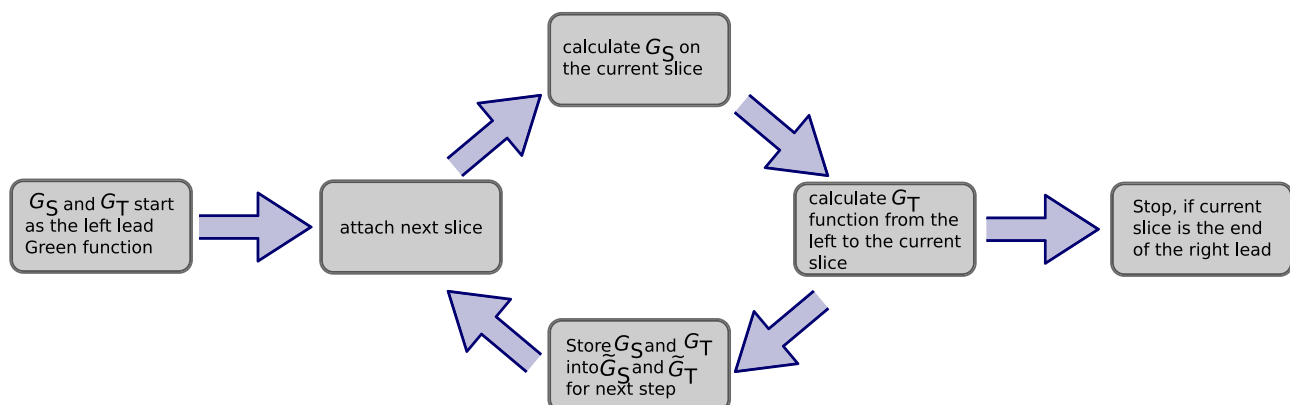 calculate G_S on
the current slice
G_S and G_T start
as the left lead
Green function
attach next slice
calculate G_T
function from the
left to the current
slice
Stop, if current
slice is the end
of the right lead
Store G_S and G_T
into G̃_S and G̃_T
for next step